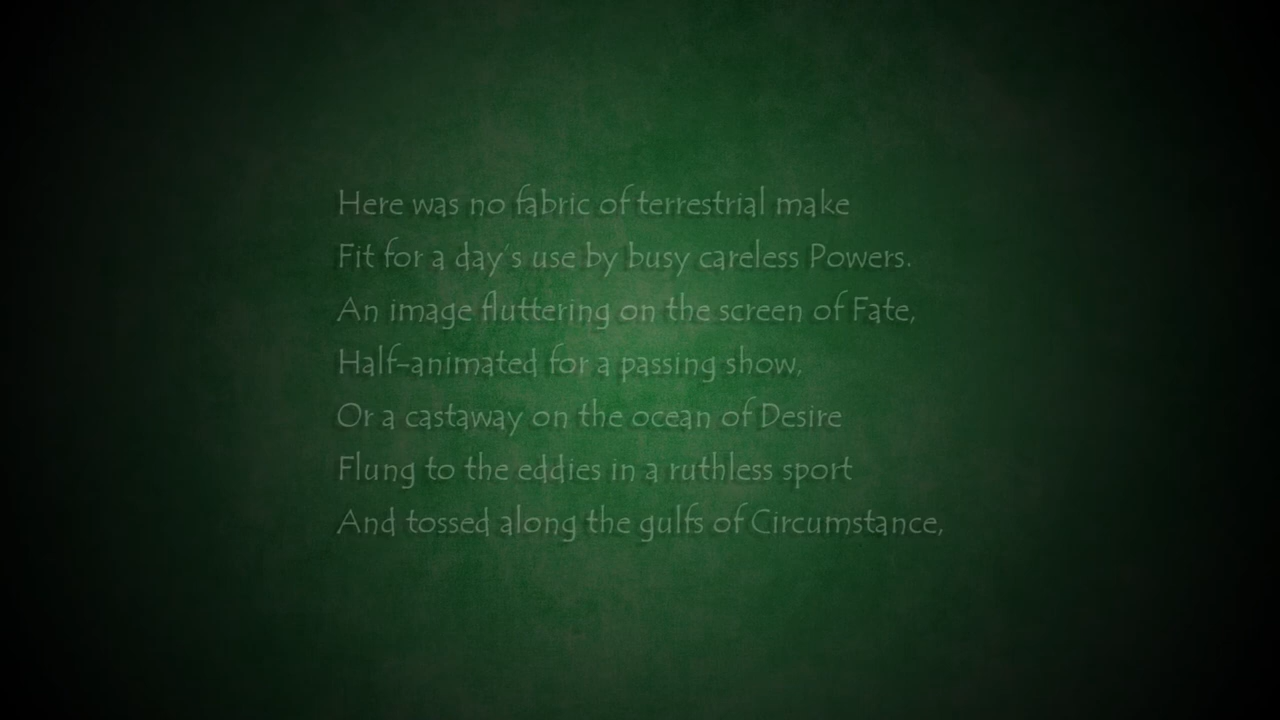 Here was no fabric of terrestrial make
Fit for a day's use by busy careless Powers.
An image fluttering on the screen of Fate,
Half-animated for a passing show,
Or a castaway on the ocean of Desire
Flung to the eddies in a ruthless sport
And tossed along the gulfs of Circumstance,